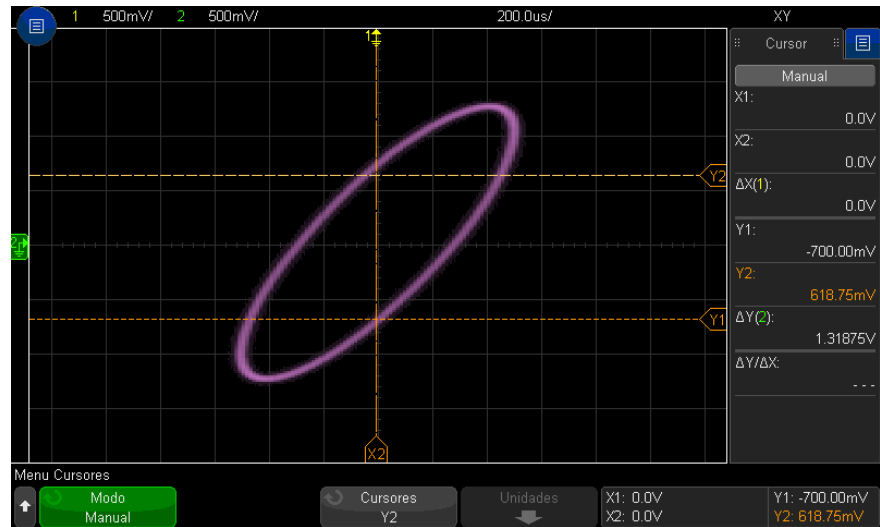 1 500mV/ 2 500mV/ 200.0us/ XY
1
Cursor
Manual
X1:
0.0V
X2:
0.0V
ΔX(1):
0.0V
Y1:
-700.00mV
Y2:
618.75mV
ΔY(2):
1.31875V
ΔY/ΔX:
- - -
Y2
2
Y1
X2
Menu Cursores
Modo
Manual
Cursores
Y2
Unidades
X1: 0.0V
X2: 0.0V
Y1: -700.00mV
Y2: 618.75mV